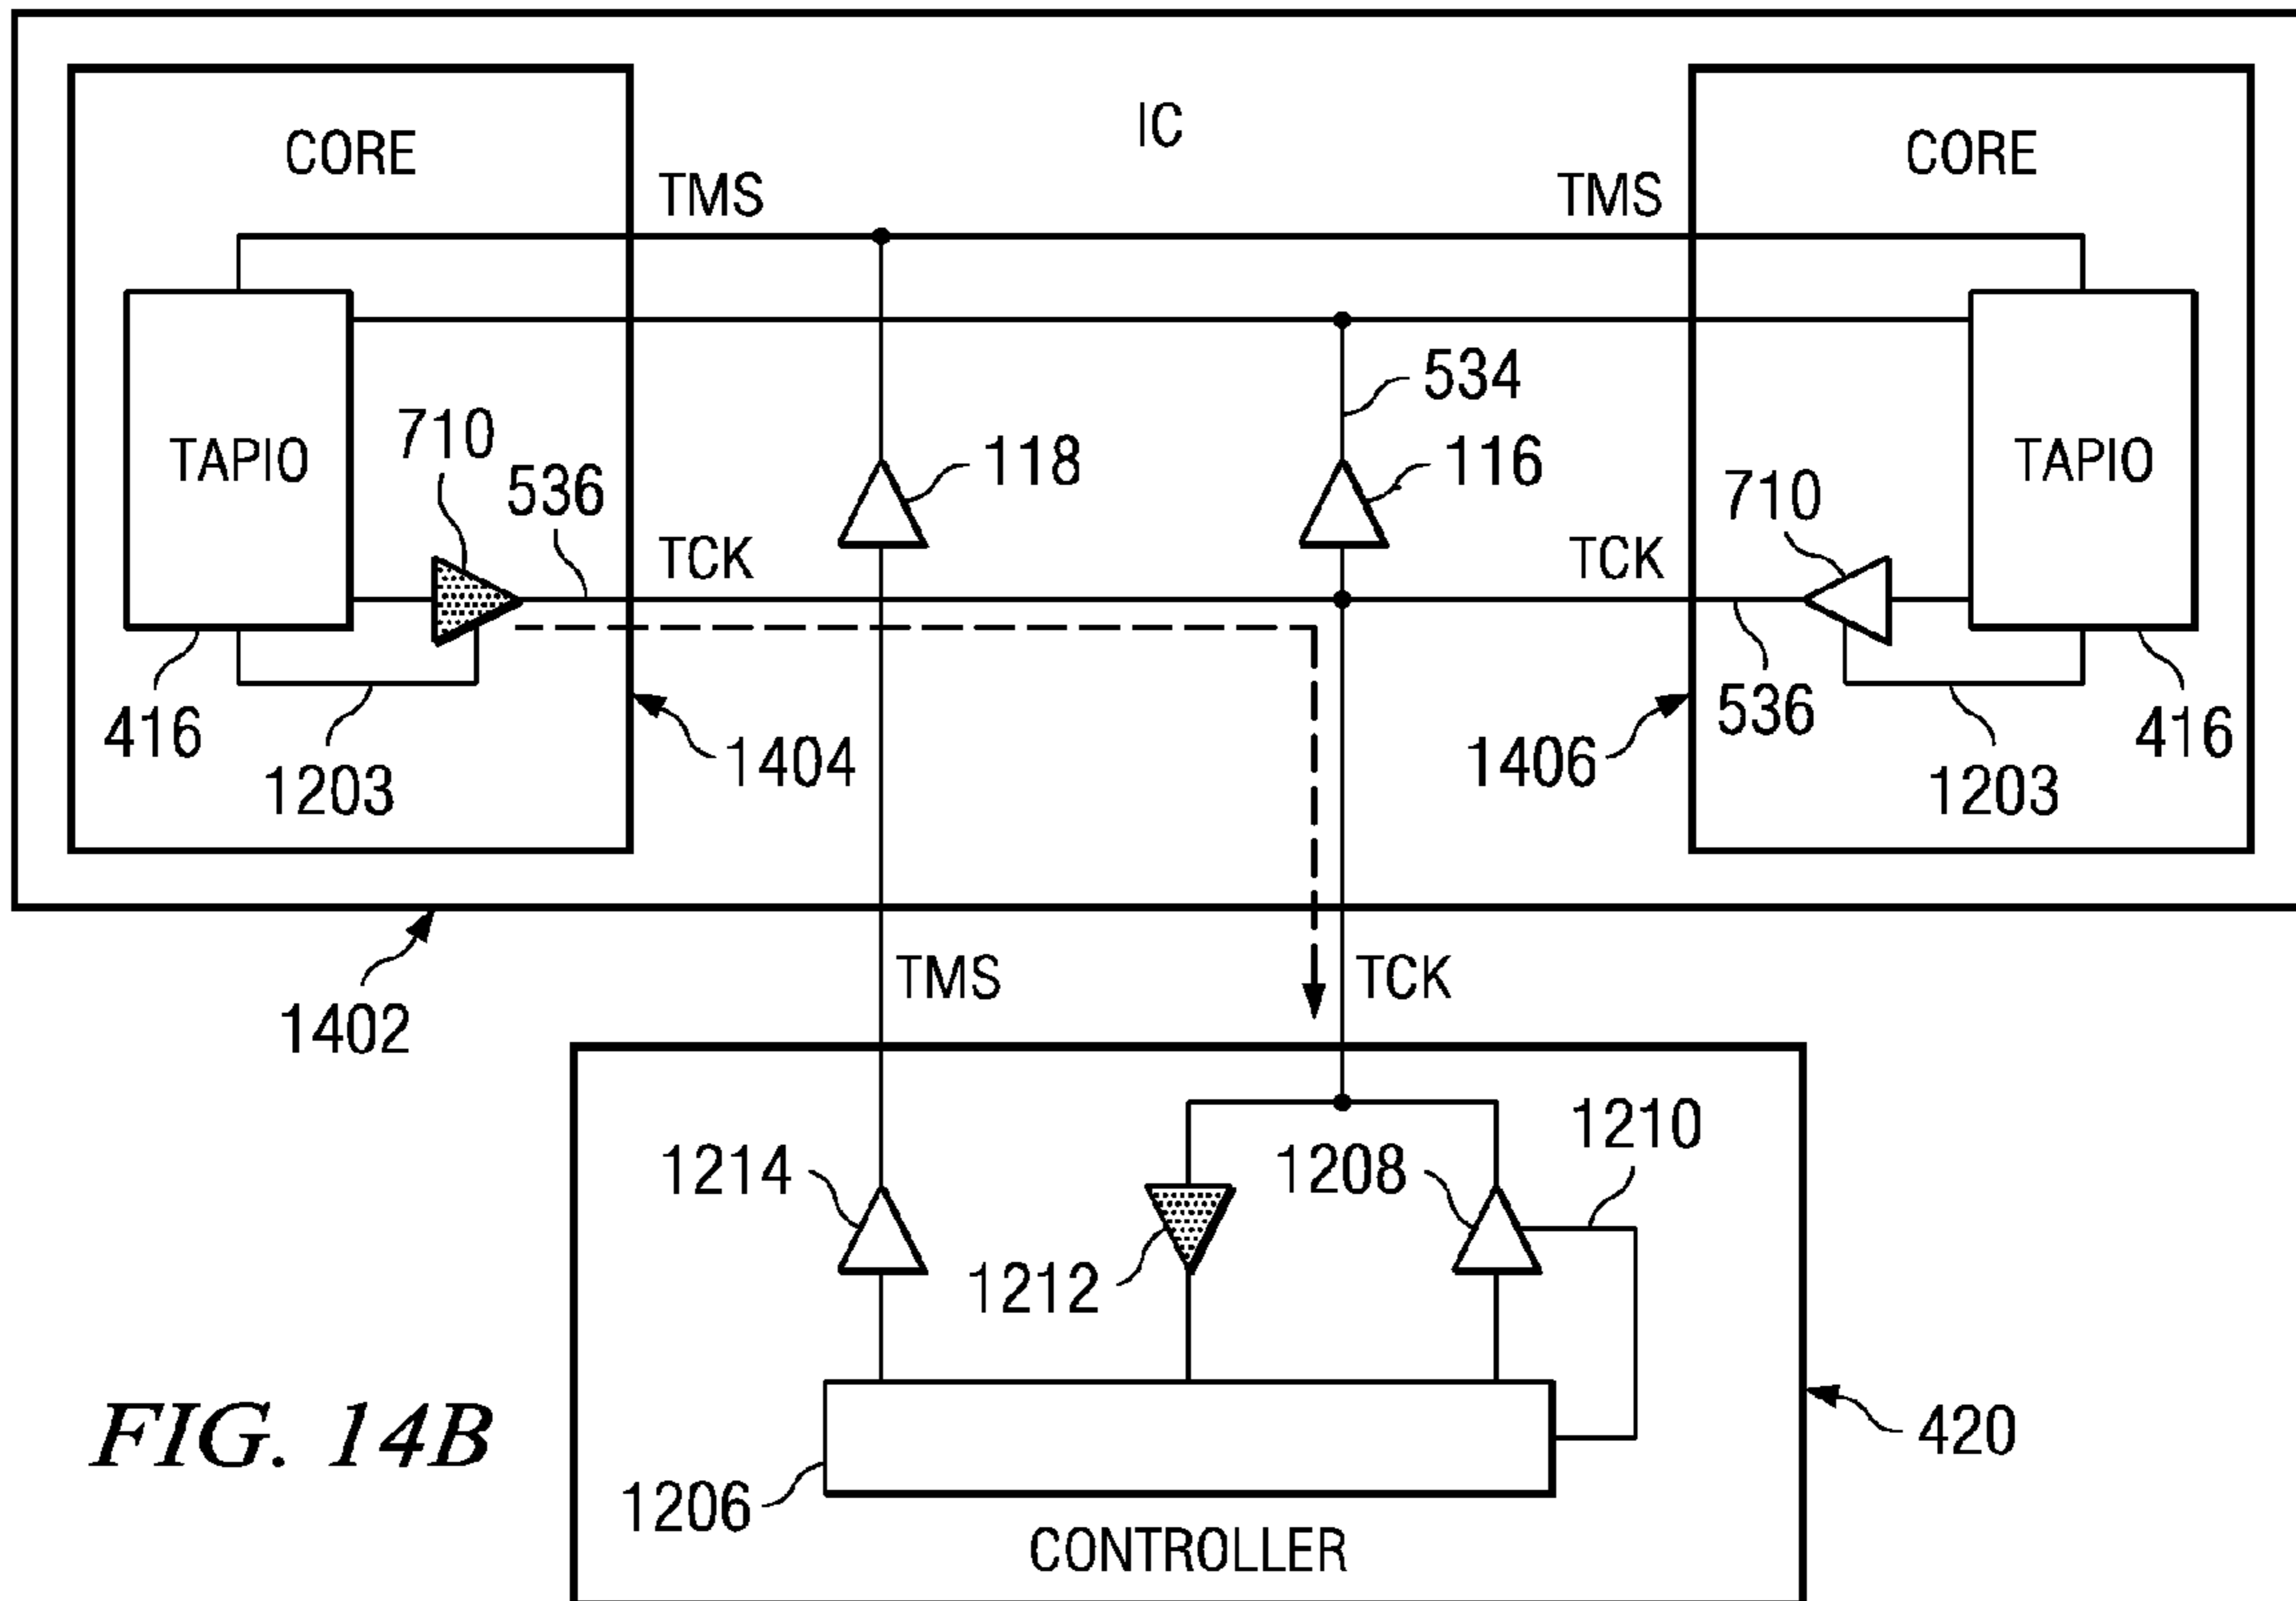 IC
CORE
CORE
TMS
TMS
534
TAPIO
710
536
118
116
710
TAPIO
TCK
TCK
416
1203
1404
1406
536
1203
416
TMS
TCK
1402
1214
1208
1210
1212
FIG. 14B
1206
420
CONTROLLER